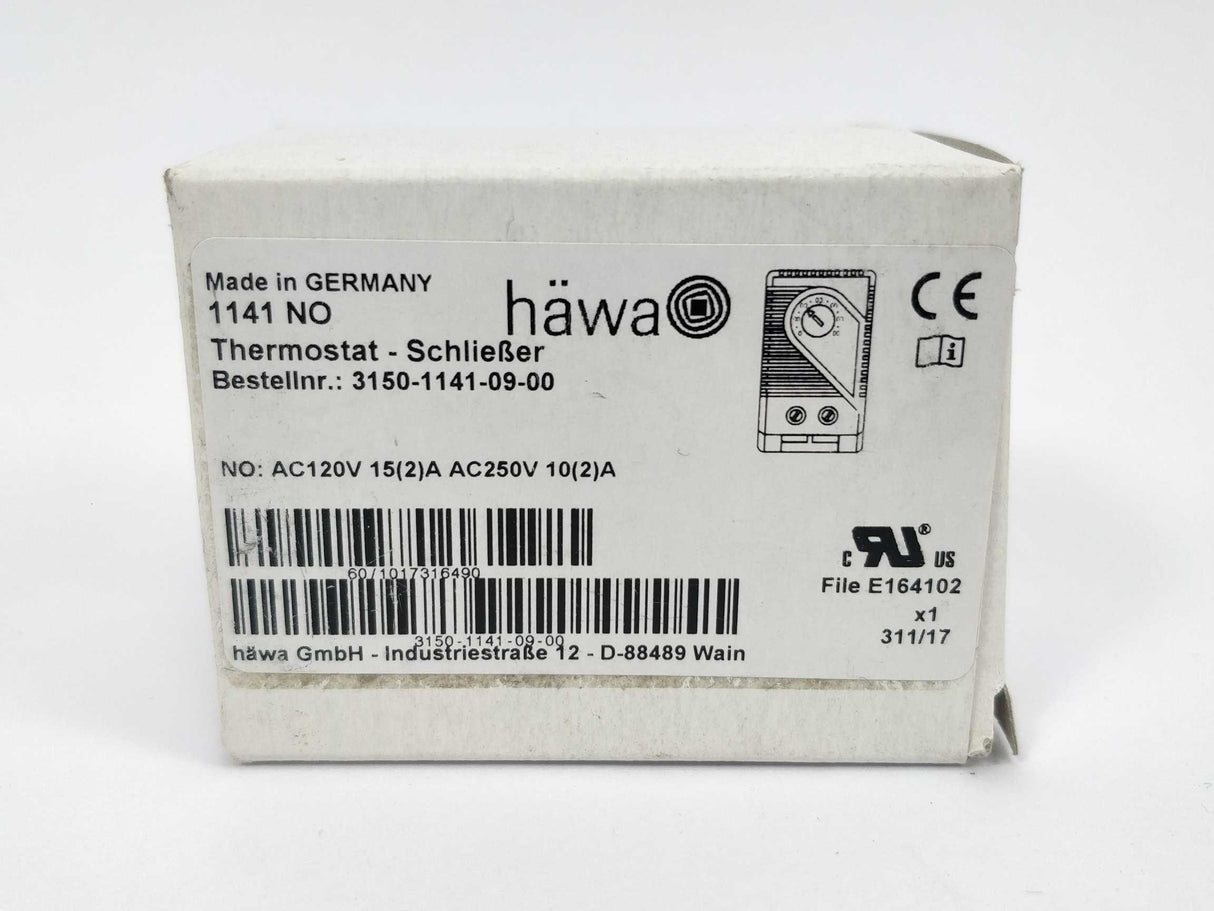 Made in GERMANY
1141 NO
häwa
CE
Thermostat - Schließer
Bestellnr.: 3150-1141-09-00
i
NO: AC120V 15(2)A AC250V 10(2)A
60/1017316490
3150-1141-09-00
häwa GmbH - Industriestraße 12 - D-88489 Wain
c RU ® US
File E164102
x1
311/17